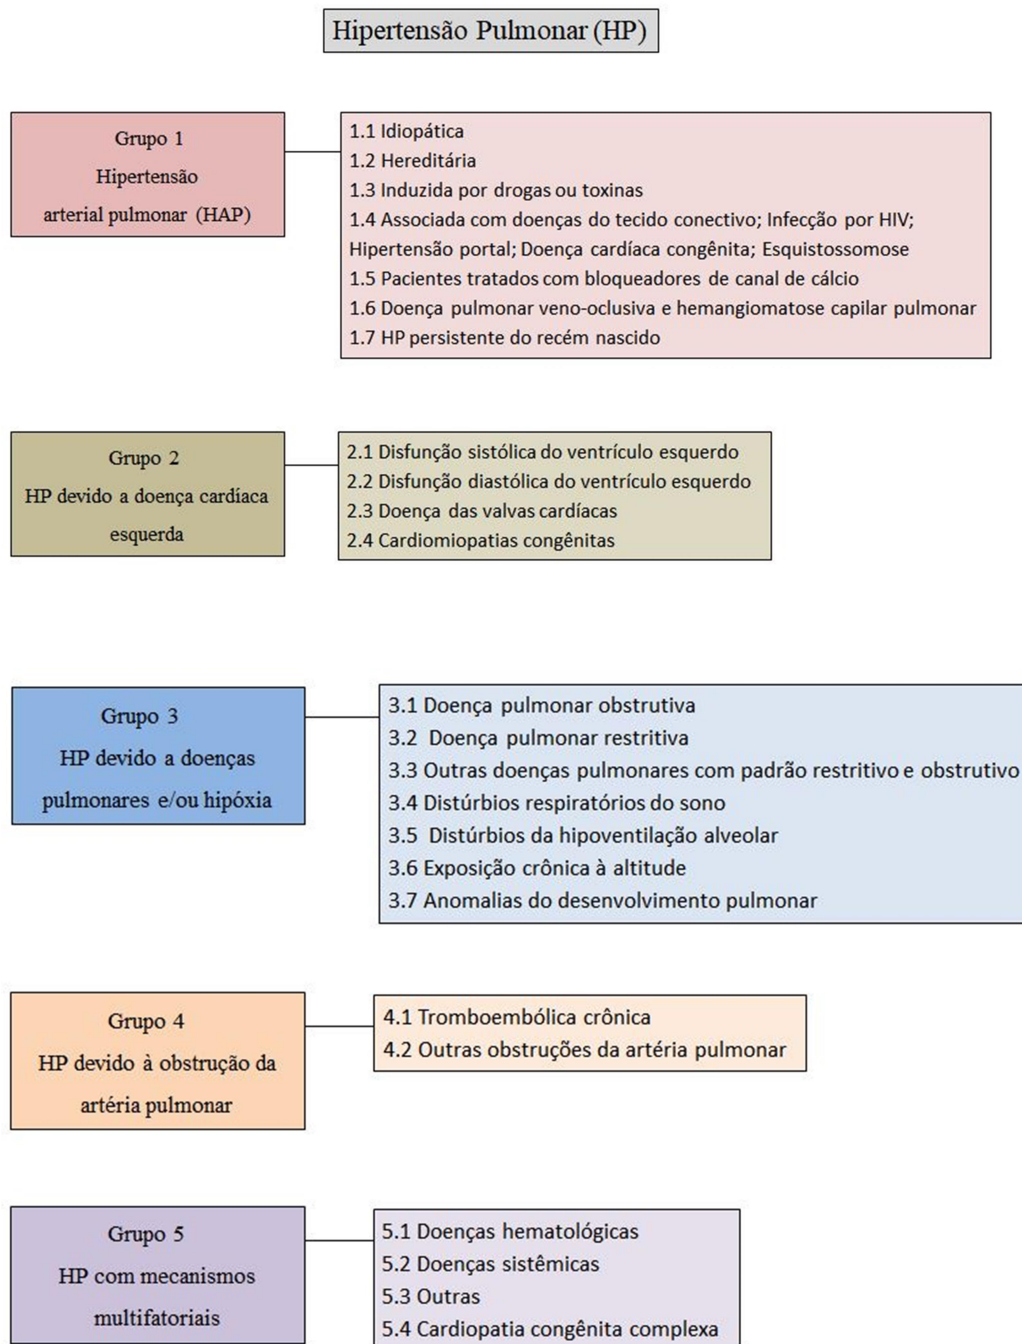 Hipertensão Pulmonar (HP)
Grupo 1
Hipertensão
arterial pulmonar (HAP)
1.1 Idiopática
1.2 Hereditária
1.3 Induzida por drogas ou toxinas
1.4 Associada com doenças do tecido conectivo; Infecção por HIV;
Hipertensão portal; Doença cardíaca congênita; Esquistossomose
1.5 Pacientes tratados com bloqueadores de canal de cálcio
1.6 Doença pulmonar veno-oclusiva e hemangiomatose capilar pulmonar
1.7 HP persistente do recém nascido
Grupo 2
HP devido a doença cardíaca
esquerda
2.1 Disfunção sistólica do ventrículo esquerdo
2.2 Disfunção diastólica do ventrículo esquerdo
2.3 Doença das valvas cardíacas
2.4 Cardiomiopatias congênitas
Grupo 3
HP devido a doenças
pulmonares e/ou hipóxia
3.1 Doença pulmonar obstrutiva
3.2 Doença pulmonar restritiva
3.3 Outras doenças pulmonares com padrão restritivo e obstrutivo
3.4 Distúrbios respiratórios do sono
3.5 Distúrbios da hipoventilação alveolar
3.6 Exposição crônica à altitude
3.7 Anomalias do desenvolvimento pulmonar
Grupo 4
HP devido à obstrução da
artéria pulmonar
4.1 Tromboembólica crônica
4.2 Outras obstruções da artéria pulmonar
Grupo 5
HP com mecanismos
multifatoriais
5.1 Doenças hematológicas
5.2 Doenças sistêmicas
5.3 Outras
5.4 Cardiopatia congênita complexa